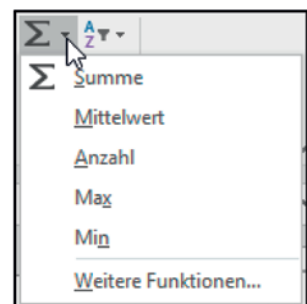 Σ A Z
Σ Summe
Mittelwert
Anzahl
Max
Min
Weitere Funktionen...